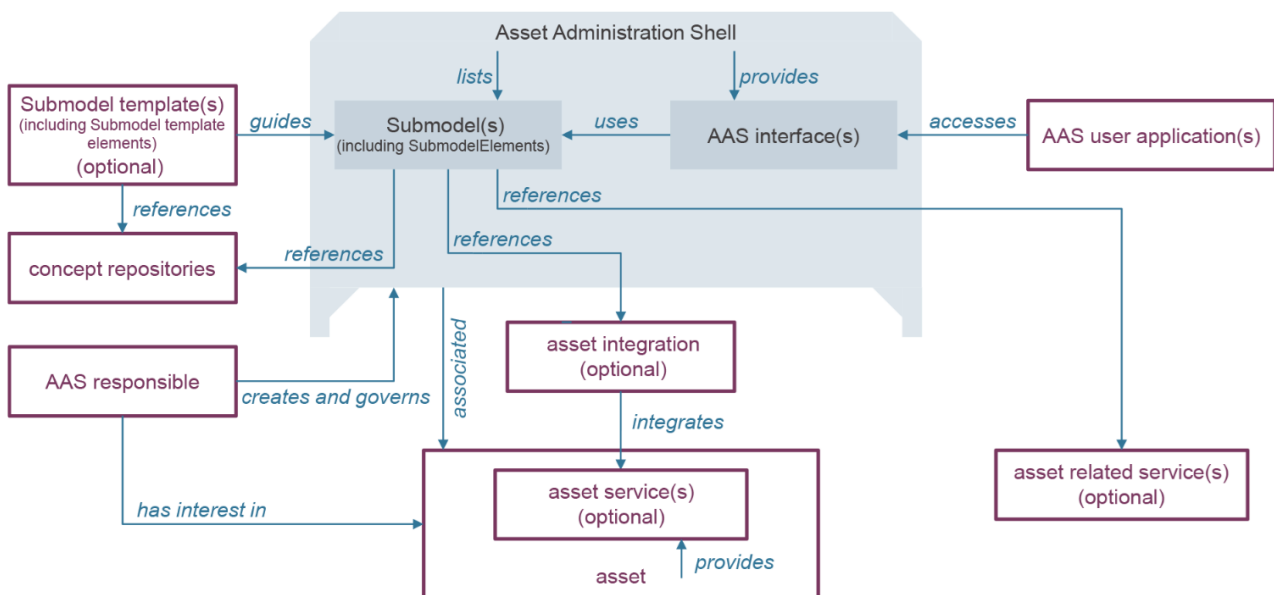 Asset Administration Shell
lists
provides
Submodel template(s)
(including Submodel template
elements)
(optional)
guides
Submodel(s)
(including SubmodelElements)
uses
AAS interface(s)
accesses
AAS user application(s)
references
references
references
references
concept repositories
AAS responsible
creates and governs
associated
asset integration
(optional)
integrates
has interest in
asset service(s)
(optional)
provides
asset
asset related service(s)
(optional)